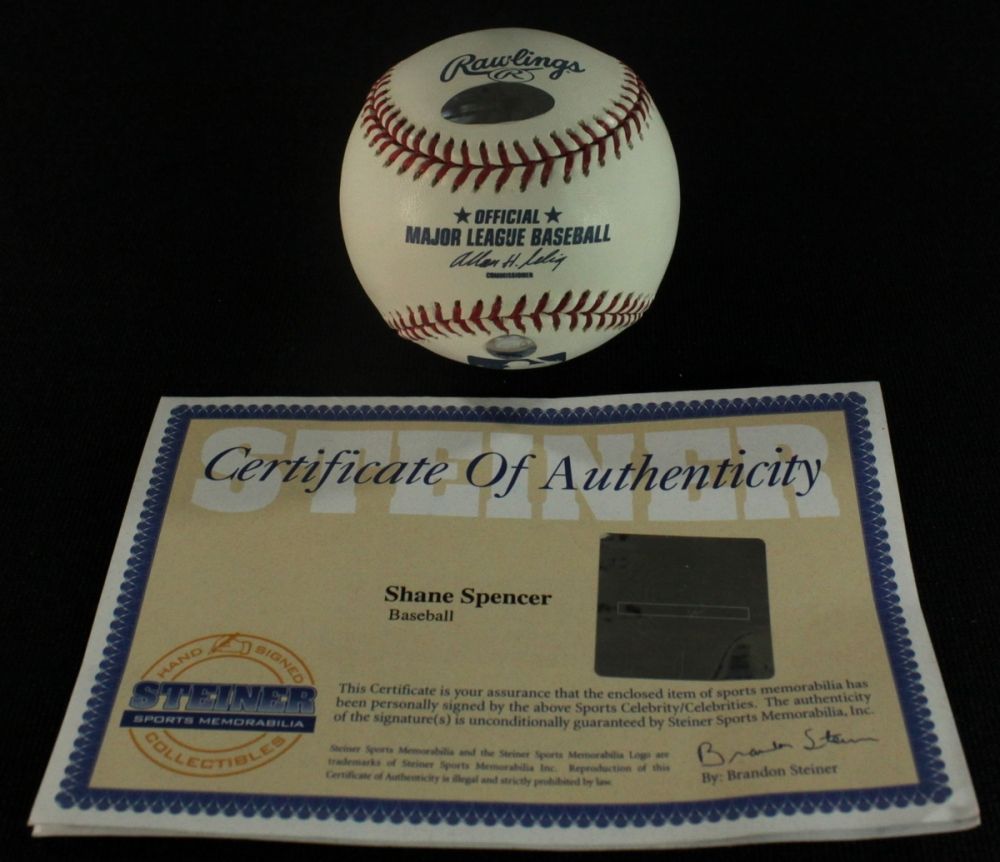 Rawlings
R
★ OFFICIAL ★
MAJOR LEAGUE BASEBALL
Allan H. Selig
COMMISSIONER
STEINER
Certificate Of Authenticity
Shane Spencer
Baseball
HAND SIGNED
STEINER
SPORTS MEMORABILIA
COLLECTIBLES
This Certificate is your assurance that the enclosed item of sports memorabilia has
been personally signed by the above Sports Celebrity/Celebrities. The authenticity
of the signature(s) is unconditionally guaranteed by Steiner Sports Memorabilia, Inc.
Steiner Sports Memorabilia and the Steiner Sports Memorabilia Logo are
trademarks of Steiner Sports Memorabilia Inc. Reproduction of this
Certificate of Authenticity is illegal and strictly prohibited by law.
Brandon Steiner
By: Brandon Steiner